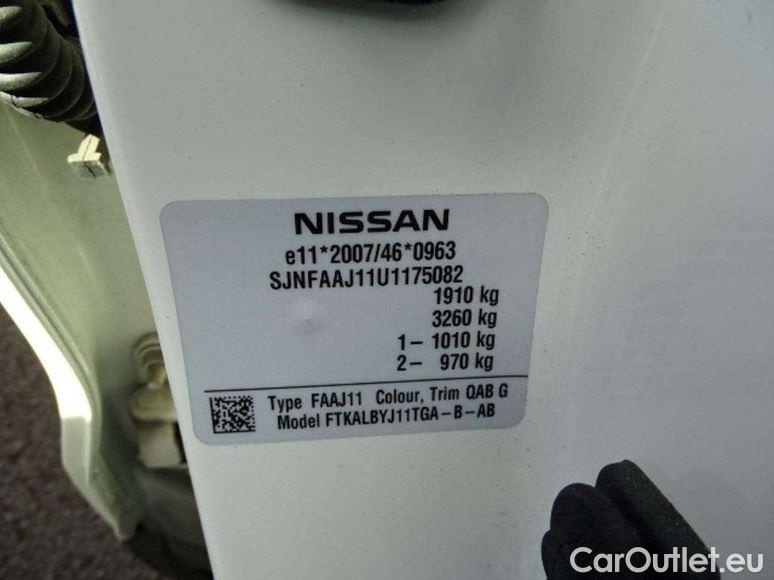 NISSAN
e11*2007/46*0963
SJNFAAJ11U1175082
1910 kg
3260 kg
1– 1010 kg
2– 970 kg
Type FAAJ11 Colour, Trim QAB G
Model FTKALBYJ11TGA–B–AB
CarOutlet.eu